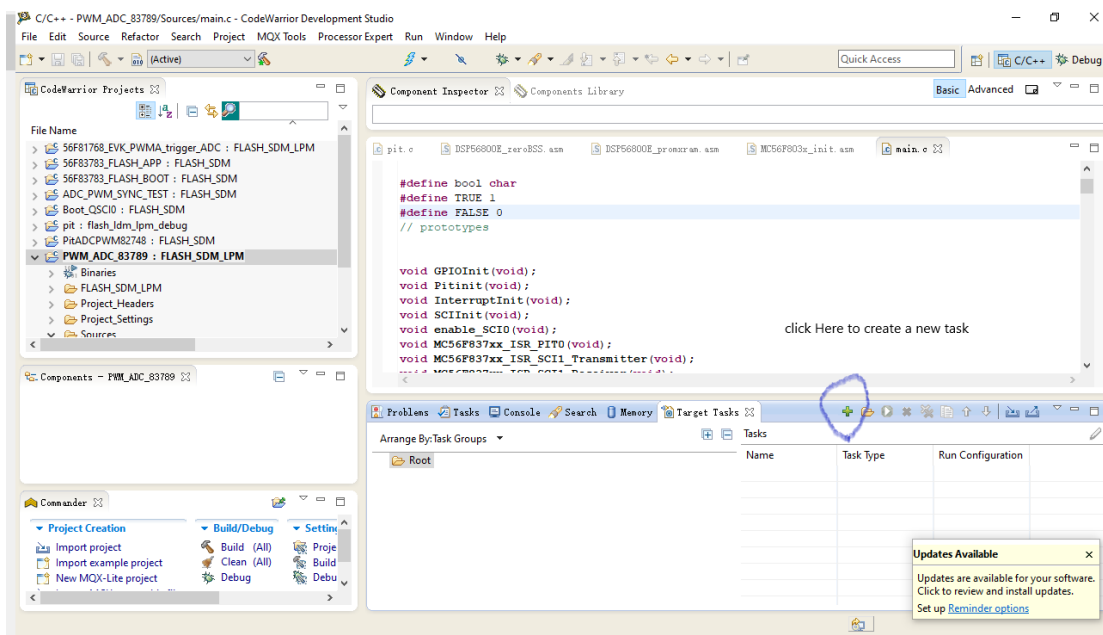 C/C++ - PWM_ADC_83789/Sources/main.c - CodeWarrior Development Studio
File Edit Source Refactor Search Project MQX Tools Processor Expert Run Window Help
(Active)
Quick Access
C/C++
Debug
CodeWarrior Projects
File Name
56F81768_EVK_PWMA_trigger_ADC : FLASH_SDM_LPM
56F83783_FLASH_APP : FLASH_SDM
56F83783_FLASH_BOOT : FLASH_SDM
ADC_PWM_SYNC_TEST : FLASH_SDM
Boot_QSCI0 : FLASH_SDM
pit : flash_ldm_lpm_debug
PitADCPWM82748 : FLASH_SDM
PWM_ADC_83789 : FLASH_SDM_LPM
Binaries
FLASH_SDM_LPM
Project_Headers
Project_Settings
Sources
Components - PWM_ADC_83789
Commander
Project Creation
Import project
Import example project
New MQX-Lite project
Build/Debug
Build (All)
Clean (All)
Debug
Setting
Proje
Build
Debu
Component Inspector
Components Library
Basic Advanced
pit.c
DSP56800E_zeroBSS.asm
DSP56800E_promxram.asm
MC56F803x_init.asm
main.c
#define bool char
#define TRUE 1
#define FALSE 0
// prototypes
void GPIOInit(void);
void Pitinit(void);
void InterruptInit(void);
void SCIInit(void);
void enable_SCI0(void);
void MC56F837xx_ISR_PIT0(void);
void MC56F837xx_ISR_SCI1_Transmitter(void);
click Here to create a new task
Problems Tasks Console Search Memory Target Tasks
Arrange By:Task Groups
Root
Tasks
Name Task Type Run Configuration
Updates Available
Updates are available for your software.
Click to review and install updates.
Set up Reminder options